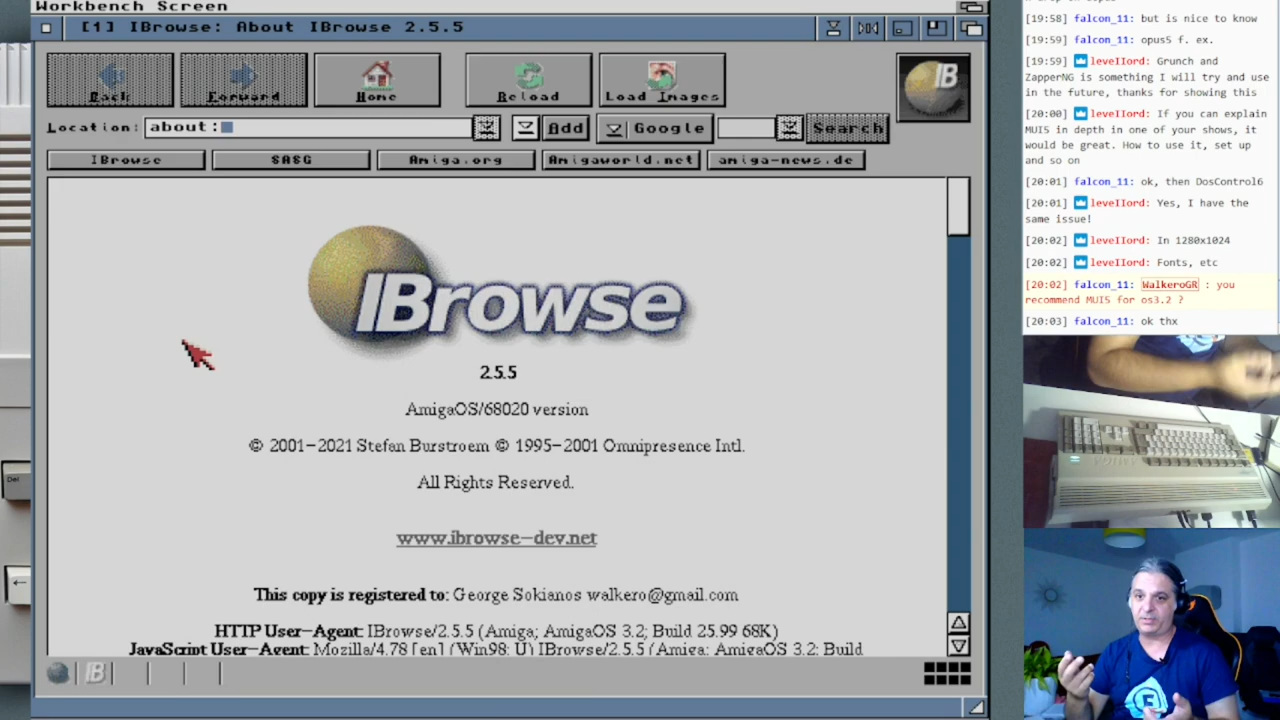 Workbench Screen
[1] IBrowse: About IBrowse 2.5.5
Back
Forward
Home
Reload
Load Images
IB
Location: about:
Add
Google
Search
IBrowse
SASG
Amiga.org
Amigaworld.net
amiga-news.de
IBrowse
2.5.5
AmigaOS/68020 version
© 2001-2021 Stefan Burstroem © 1995-2001 Omnipresence Intl.
All Rights Reserved.
www.ibrowse-dev.net
This copy is registered to: George Sokianos walkero@gmail.com
HTTP User-Agent: IBrowse/2.5.5 (Amiga; AmigaOS 3.2; Build 25.99 68K)
JavaScript User-Agent: Mozilla/4.78 [en] (Win98; U) IBrowse/2.5.5 (Amiga; AmigaOS 3.2; Build
IB
Del
[19:58] falcon_11: but is nice to know
[19:59] falcon_11: opus5 f. ex.
[19:59] levelIord: Grunch and
ZapperNG is something I will try and use
in the future, thanks for showing this
[20:00] levelIord: If you can explain
MUI5 in depth in one of your shows, it
would be great. How to use it, set up
and so on
[20:01] falcon_11: ok, then DosControl6
[20:01] levelIord: Yes, I have the
same issue!
[20:02] levelIord: In 1280x1024
[20:02] levelIord: Fonts, etc
[20:02] falcon_11: WalkeroGR : you
recommend MUI5 for os3.2 ?
[20:03] falcon_11: ok thx